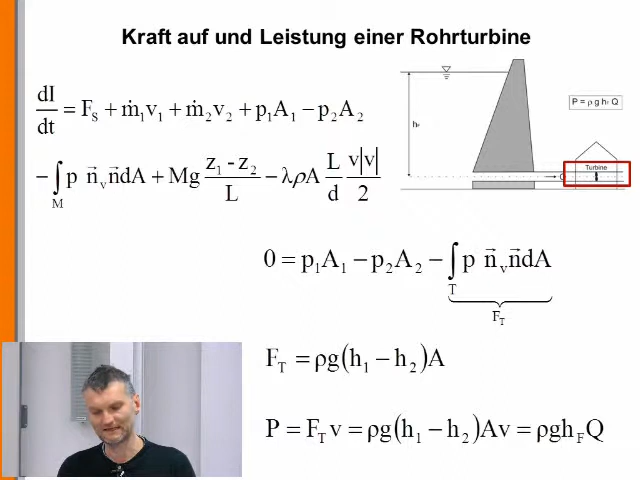 Kraft auf und Leistung einer Rohrturbine
dI/dt = F_S + ṁ₁v₁ + ṁ₂v₂ + p₁A₁ − p₂A₂
− ∫_M p n⃗_v n⃗dA + Mg (z₁ - z₂)/L − λρA L/d v|v|/2
P = ρ g h_F Q
h_F
Turbine
0 = p₁A₁ − p₂A₂ − ∫_T p n⃗_v n⃗dA
F_T
F_T = ρg(h₁ − h₂)A
P = F_T v = ρg(h₁ − h₂)Av = ρgh_F Q